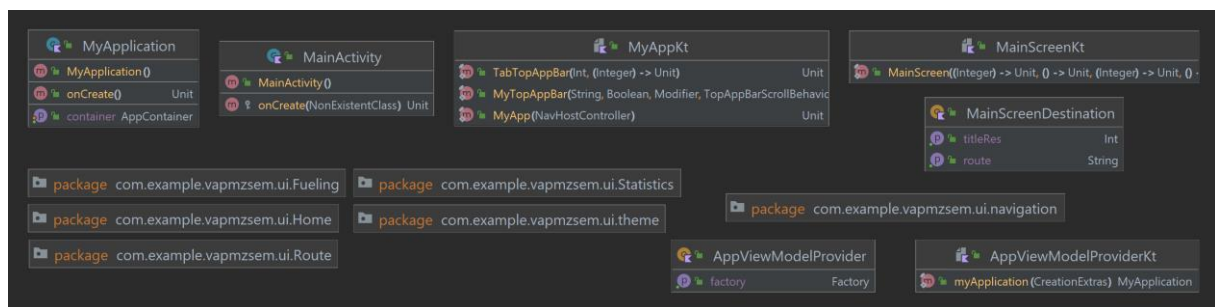 MyApplication
MyApplication()
onCreate() Unit
container AppContainer
MainActivity
MainActivity()
onCreate(NonExistentClass) Unit
MyAppKt
TabTopAppBar(Int, (Integer) -> Unit) Unit
MyTopAppBar(String, Boolean, Modifier, TopAppBarScrollBehavic
MyApp(NavHostController) Unit
MainScreenKt
MainScreen((Integer) -> Unit, () -> Unit, (Integer) -> Unit, () -
MainScreenDestination
titleRes Int
route String
package com.example.vapmzsem.ui.Fueling
package com.example.vapmzsem.ui.Statistics
package com.example.vapmzsem.ui.Home
package com.example.vapmzsem.ui.theme
package com.example.vapmzsem.ui.navigation
package com.example.vapmzsem.ui.Route
AppViewModelProvider
factory Factory
AppViewModelProviderKt
myApplication(CreationExtras) MyApplication